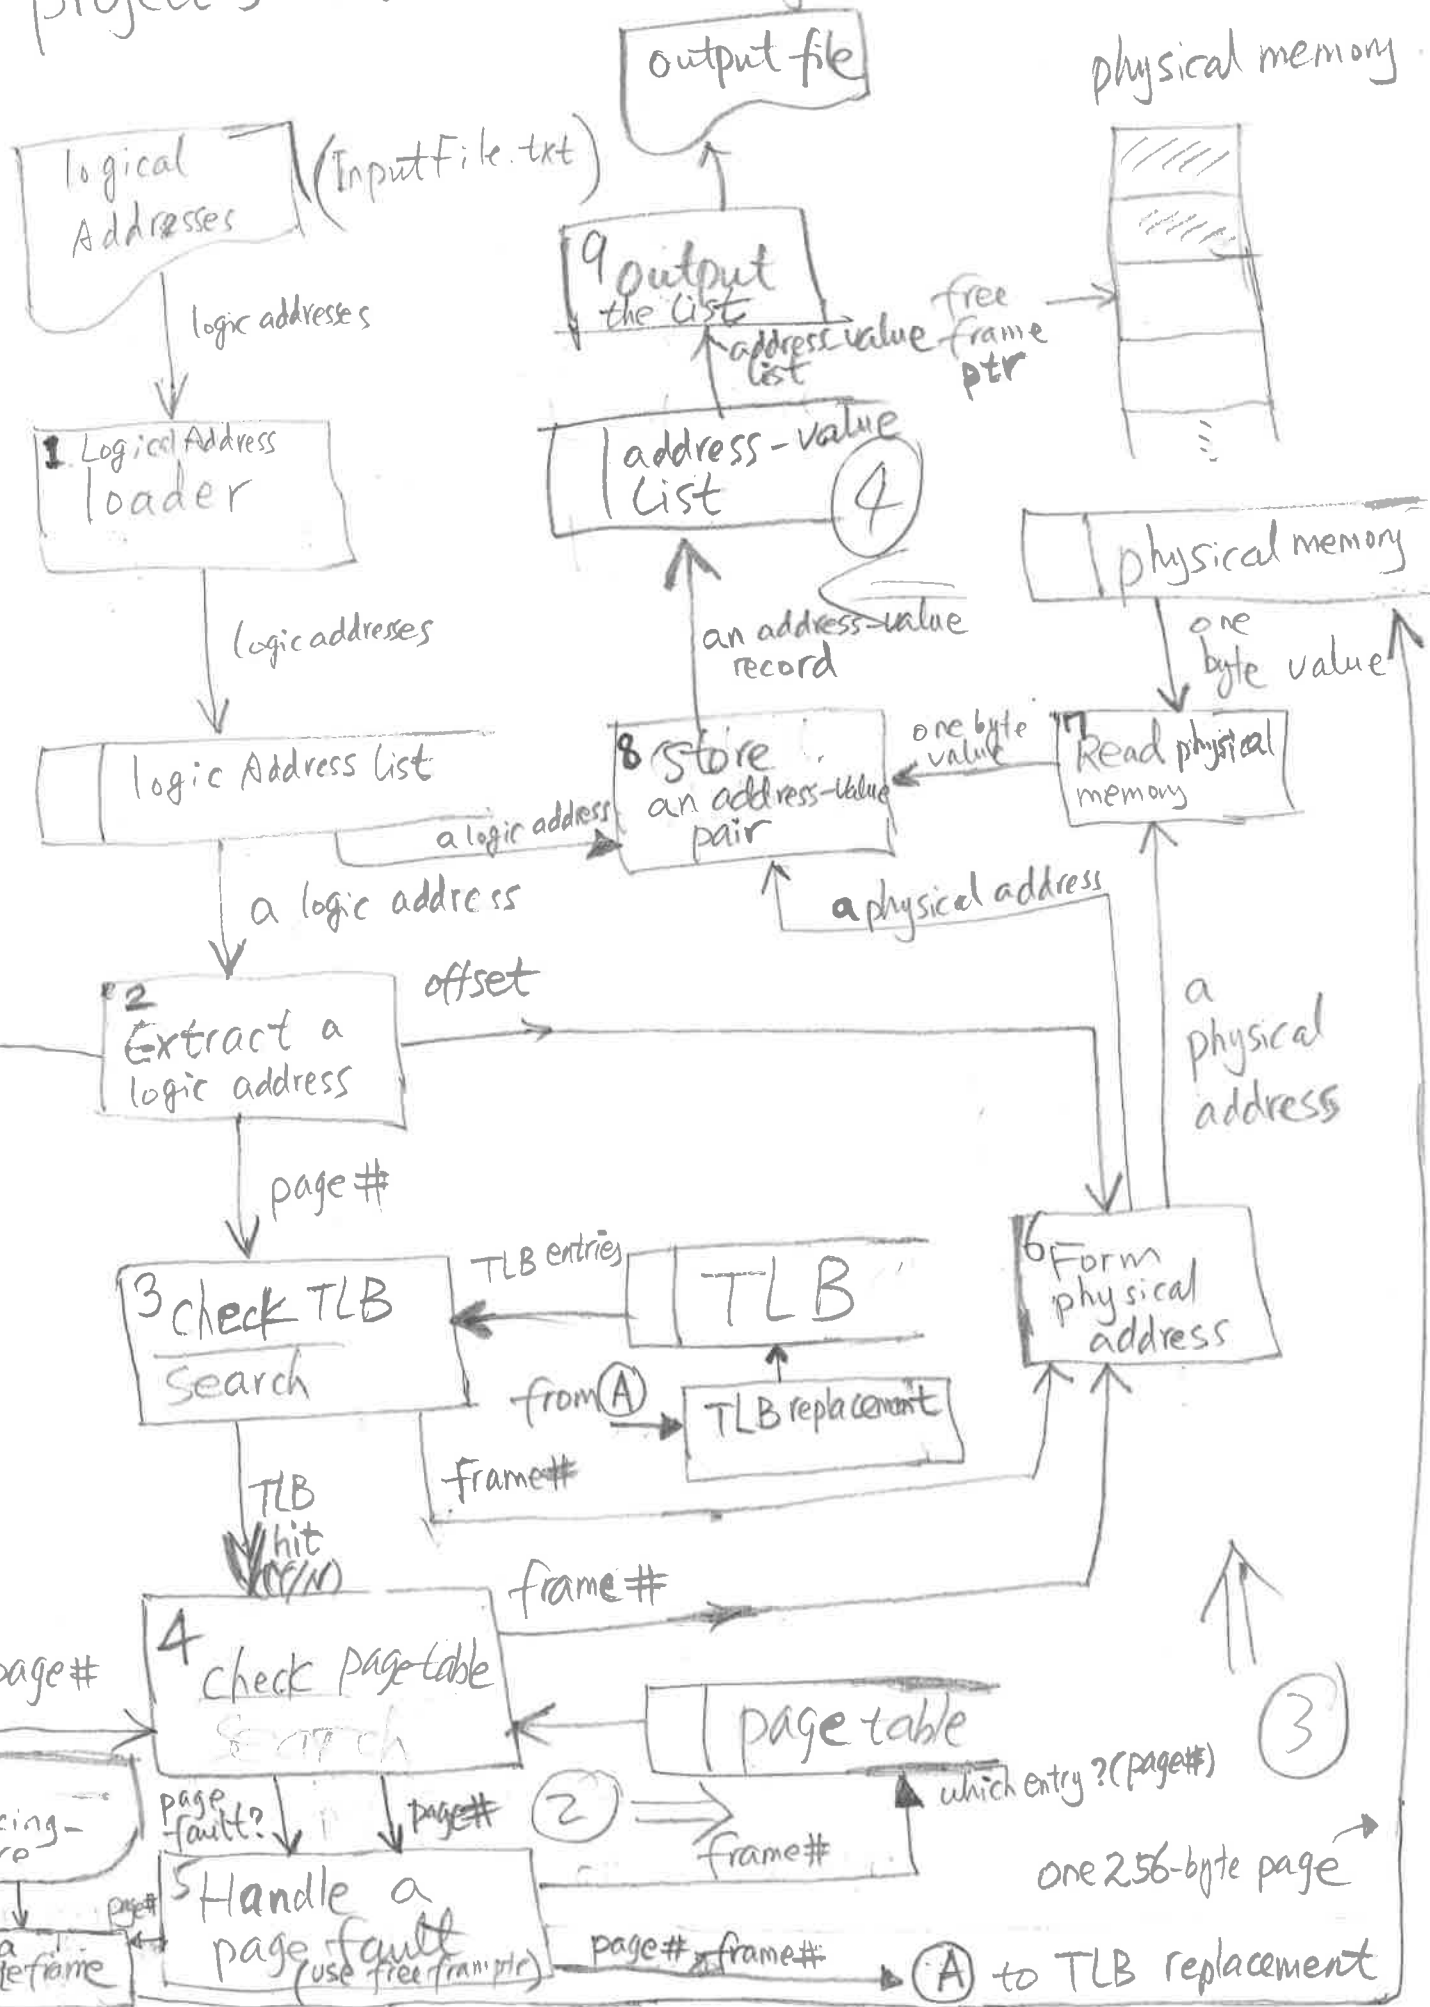 project
output file
physical memory
logical
Addresses
(InputFile.txt)
logic addresses
9 output
the list
address-value
list
free
frame
ptr
1 Logical Address
loader
address-value
List
4
physical memory
logic addresses
an address-value
record
one
byte value
logic Address list
8 store
an address-value
pair
one byte
value
7
Read physical
memory
a logic address
a logic address
a physical address
2
Extract a
logic address
offset
a
physical
address
page#
3 check TLB
search
TLB entries
TLB
6 Form
physical
address
from A
TLB replacement
frame#
TLB
hit
(Y/N)
frame#
page#
4
check page table
search
page table
3
which entry?(page#)
page
fault?
page#
2
frame#
one 256-byte page
5 Handle a
page fault
(use free fram ptr)
page#
page#, frame#
A to TLB replacement